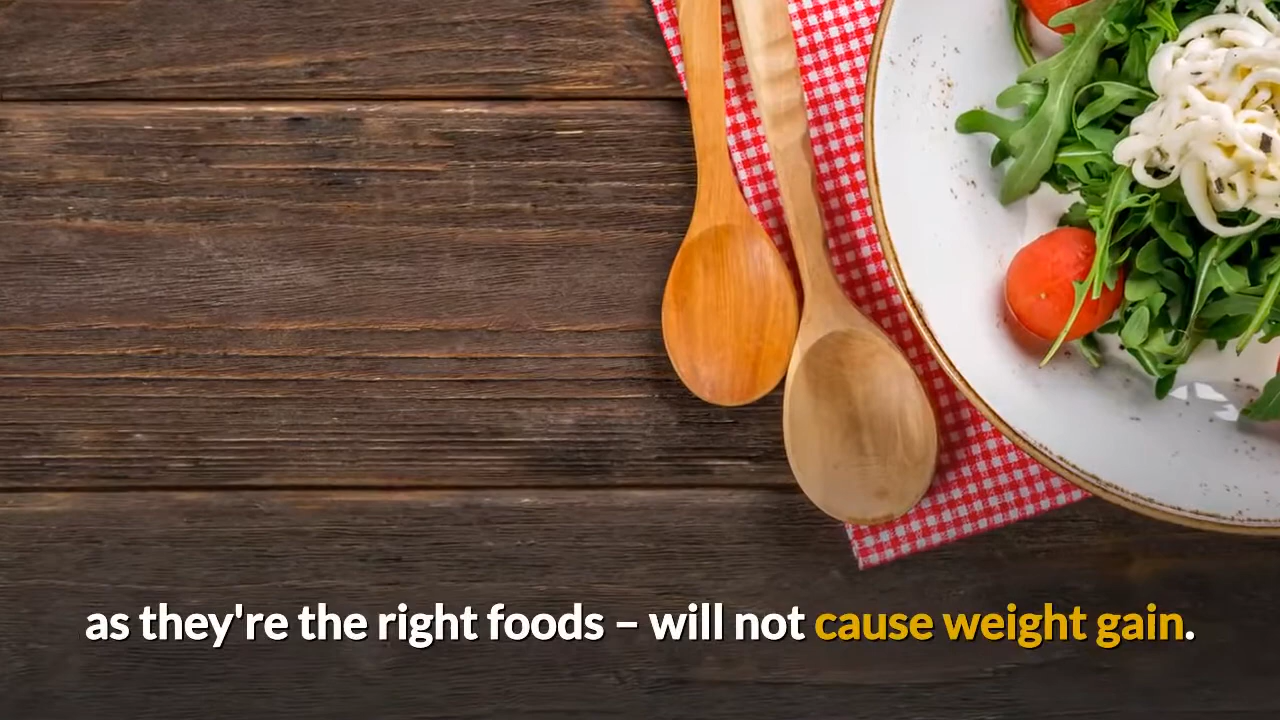 as they're the right foods – will not cause weight gain.